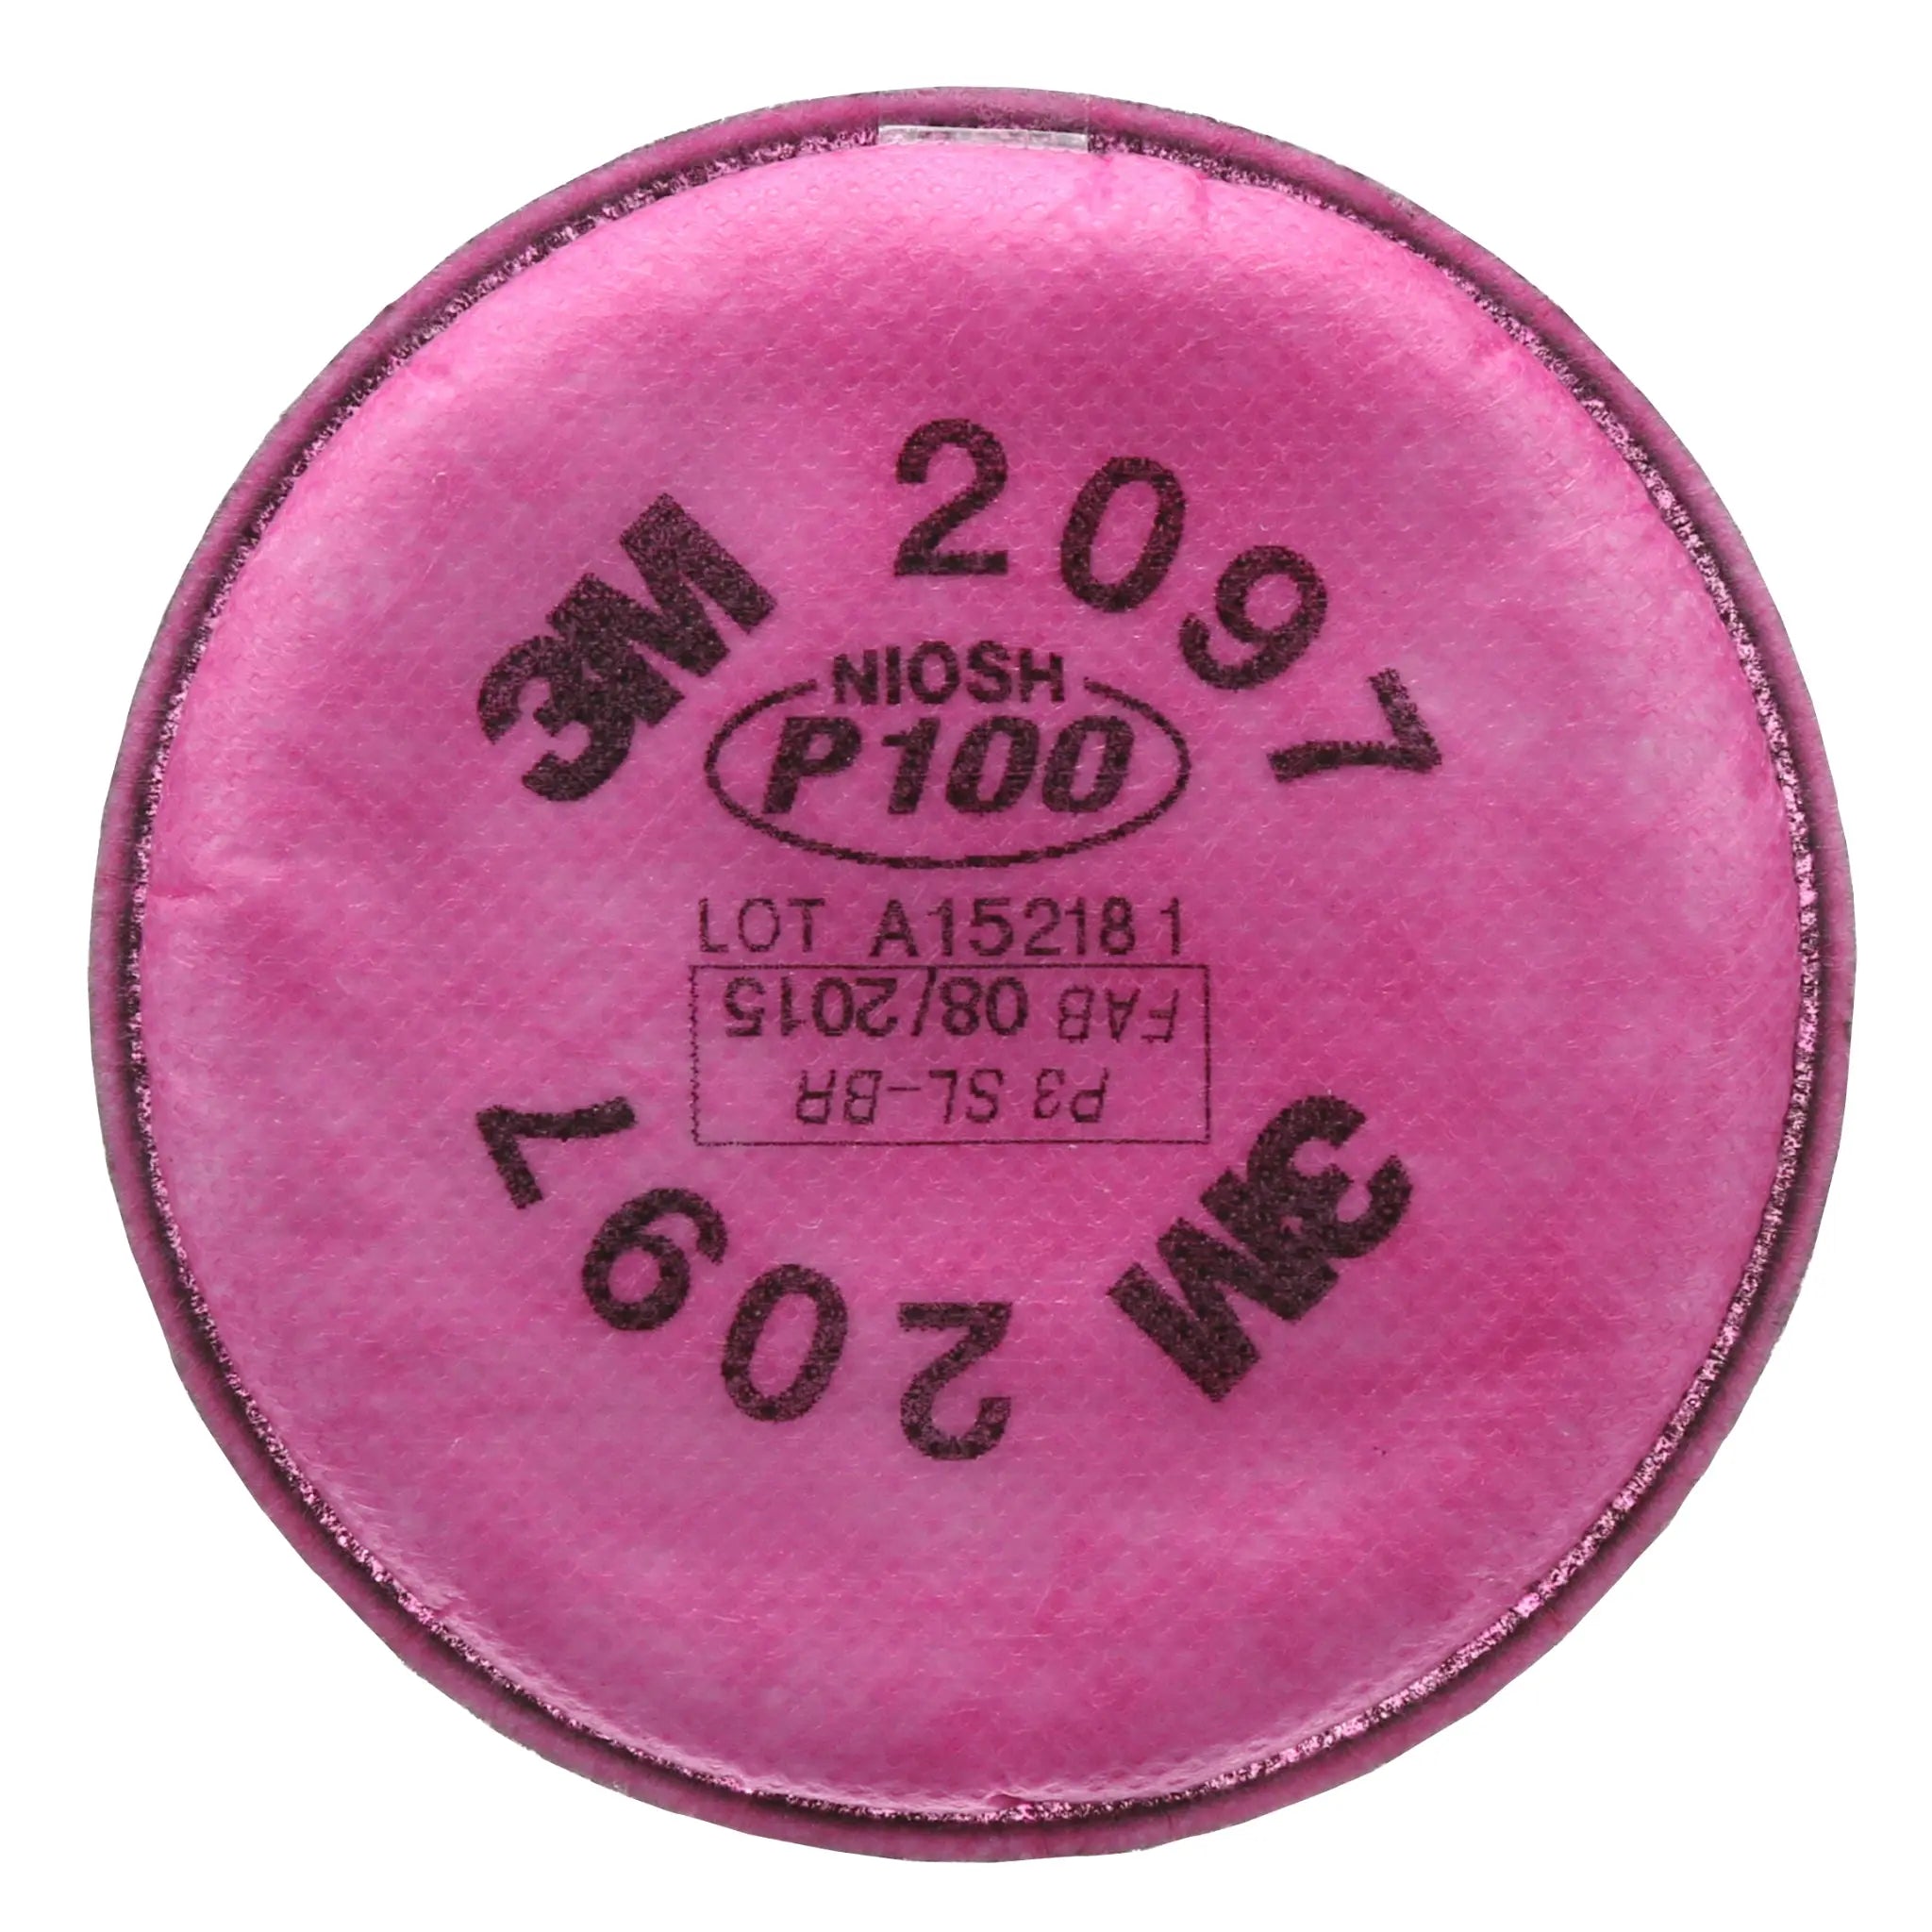 3M 2097
NIOSH
P100
LOT A152181
P3 SL-BR
FAB 08/2015
3M 2097